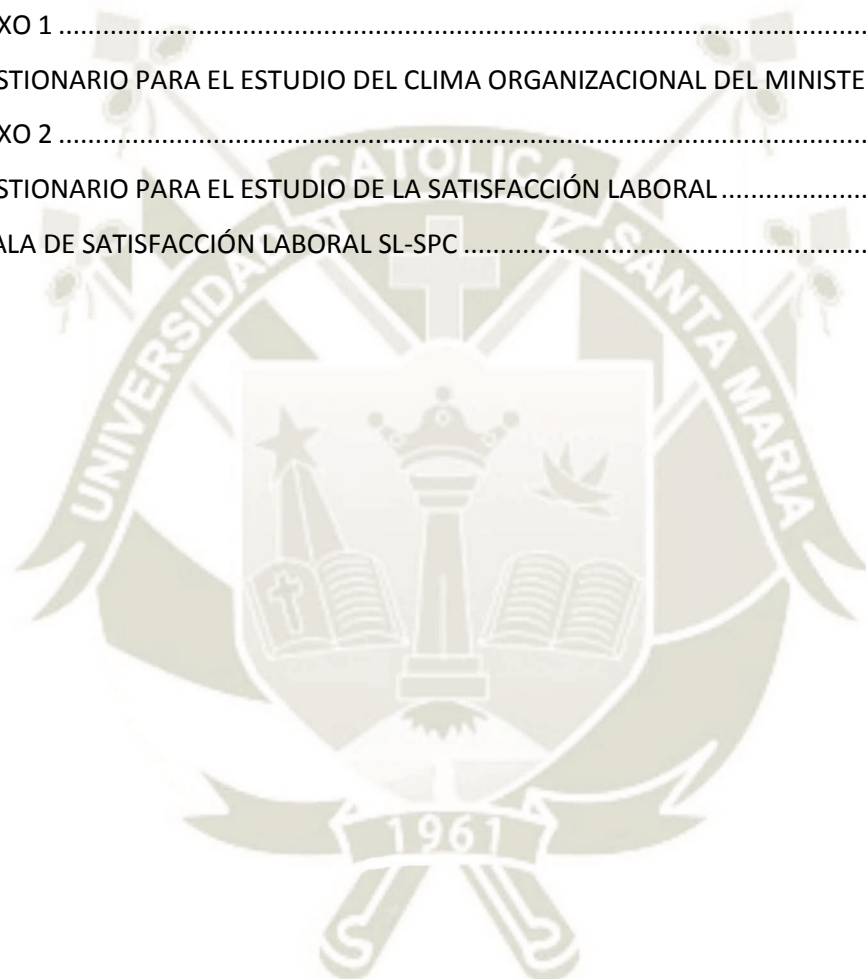 XO 1 ........................................................................................................
STIONARIO PARA EL ESTUDIO DEL CLIMA ORGANIZACIONAL DEL MINISTE
XO 2 ........................................................................................................
STIONARIO PARA EL ESTUDIO DE LA SATISFACCIÓN LABORAL ....................
ALA DE SATISFACCIÓN LABORAL SL-SPC .....................................................
UNIVERSIDAD CATOLICA SANTA MARIA
1961